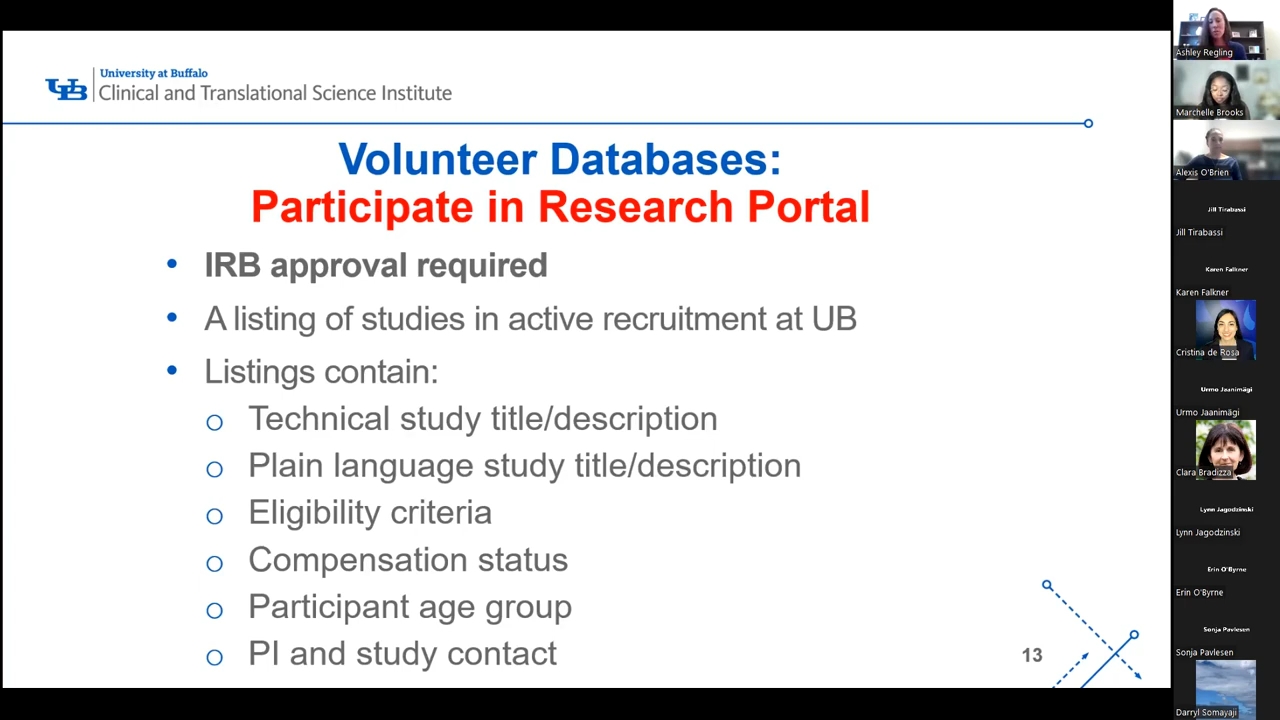 University at Buffalo
Clinical and Translational Science Institute
Volunteer Databases:
Participate in Research Portal
• IRB approval required
• A listing of studies in active recruitment at UB
• Listings contain:
o Technical study title/description
o Plain language study title/description
o Eligibility criteria
o Compensation status
o Participant age group
o PI and study contact
13
Ashley Regling
Marchelle Brooks
Alexis O'Brien
Jill Tirabassi
Jill Tirabassi
Karen Falkner
Karen Falkner
Cristina de Rosa
Urmo Jaanimägi
Urmo Jaanimägi
Clara Bradizza
Lynn Jagodzinski
Lynn Jagodzinski
Erin O'Byrne
Erin O'Byrne
Sonja Pavlesen
Sonja Pavlesen
Darryl Somayaji